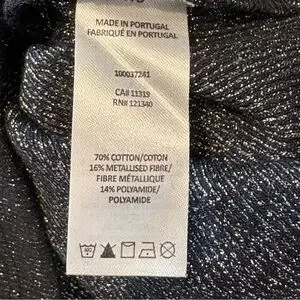 MADE IN PORTUGAL
FABRIQUÉ EN PORTUGAL
100037241
CA# 11319
RN# 121340
70% COTTON/COTON
16% METALLISED FIBRE/
FIBRE MÉTALLIQUE
14% POLYAMIDE/
POLYAMIDE